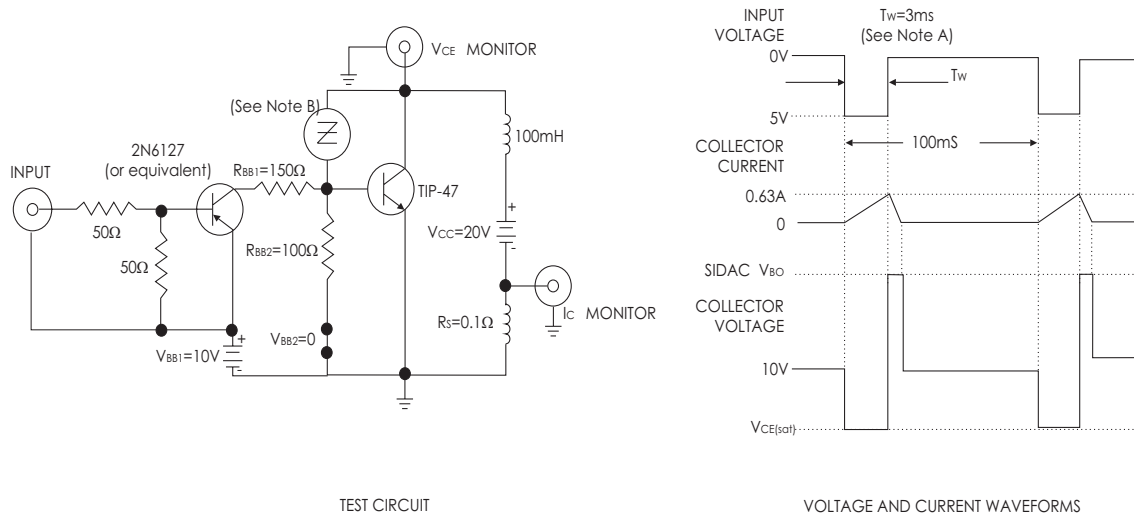 VCE MONITOR
(See Note B)
100mH
2N6127
(or equivalent)
RBB1=150Ω
INPUT
TIP-47
50Ω
VCC=20V
+
-
RBB2=100Ω
50Ω
IC MONITOR
RS=0.1Ω
+
VBB1=10V
-
VBB2=0
TEST CIRCUIT
INPUT
VOLTAGE
TW=3ms
(See Note A)
0V
TW
5V
100mS
COLLECTOR
CURRENT
0.63A
0
SIDAC VBO
COLLECTOR
VOLTAGE
10V
VCE(sat)
VOLTAGE AND CURRENT WAVEFORMS